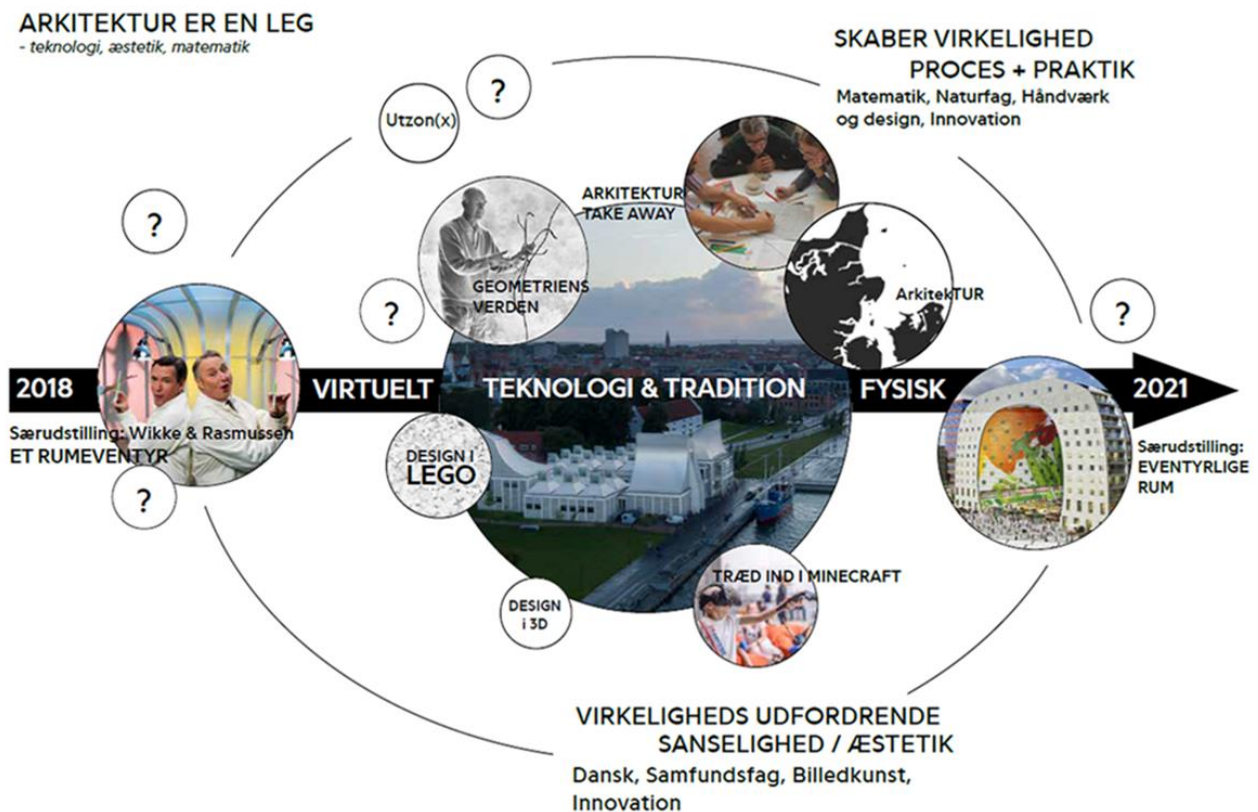 ARKITEKTUR ER EN LEG
- teknologi, æstetik, matematik
SKABER VIRKELIGHED
PROCES + PRAKTIK
Matematik, Naturfag, Håndværk
og design, Innovation
?
Utzon(x)
?
ARKITEKTUR
TAKE AWAY
GEOMETRIENS
VERDEN
ArkitekTUR
?
?
2018
VIRTUELT
TEKNOLOGI & TRADITION
FYSISK
2021
Særudstilling: Wikke & Rasmussen
ET RUMEVENTYR
?
DESIGN I
LEGO
Særudstilling:
EVENTYRLIGE
RUM
TRÆD IND I MINECRAFT
DESIGN
i 3D
VIRKELIGHEDS UDFORDRENDE
SANSELIGHED / ÆSTETIK
Dansk, Samfundsfag, Billedkunst,
Innovation